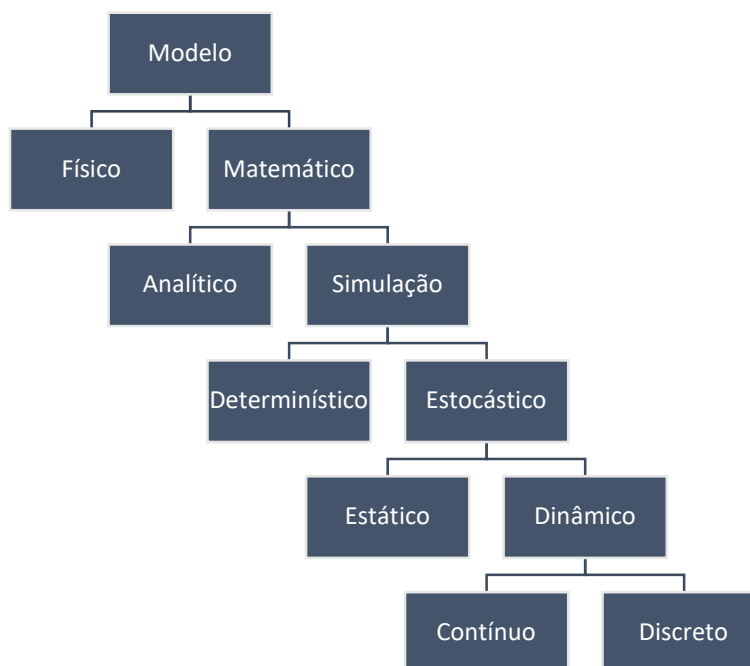 Modelo
Físico
Matemático
Analítico
Simulação
Determinístico
Estocástico
Estático
Dinâmico
Contínuo
Discreto